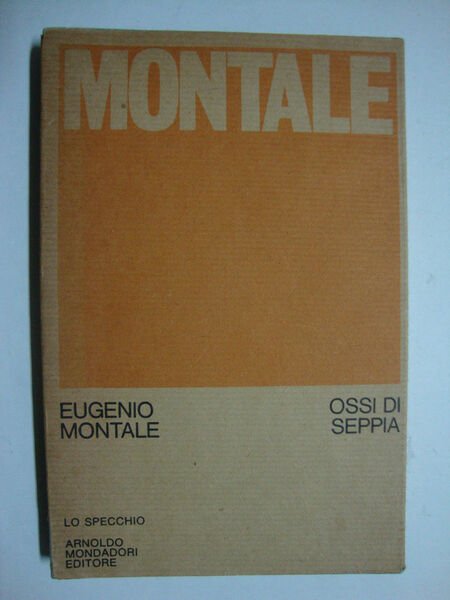 MONTALE
EUGENIO
MONTALE
OSSI DI
SEPPIA
LO SPECCHIO
ARNOLDO
MONDADORI
EDITORE